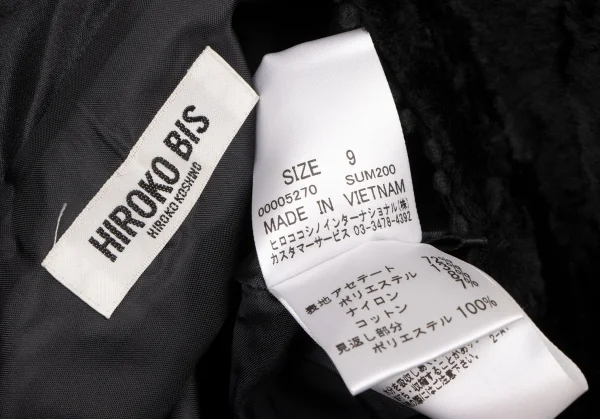 HIROKO BIS
HIROKO KOSHINO
SIZE 9
00005270 SUM200
MADE IN VIETNAM
ヒロココシノインターナショナル(株)
カスタマーサービス 03-3478-4392
表地 アセテート
ポリエステル
ナイロン
コットン 7%
見返し部分
ポリエステル 100%